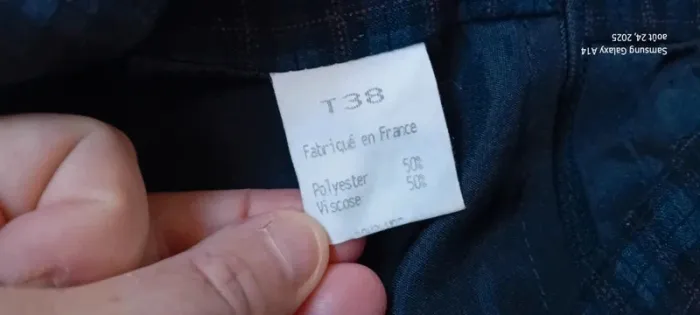 T38
Fabriqué en France
Polyester 50%
Viscose 50%
Samsung Galaxy A14
août 24, 2025